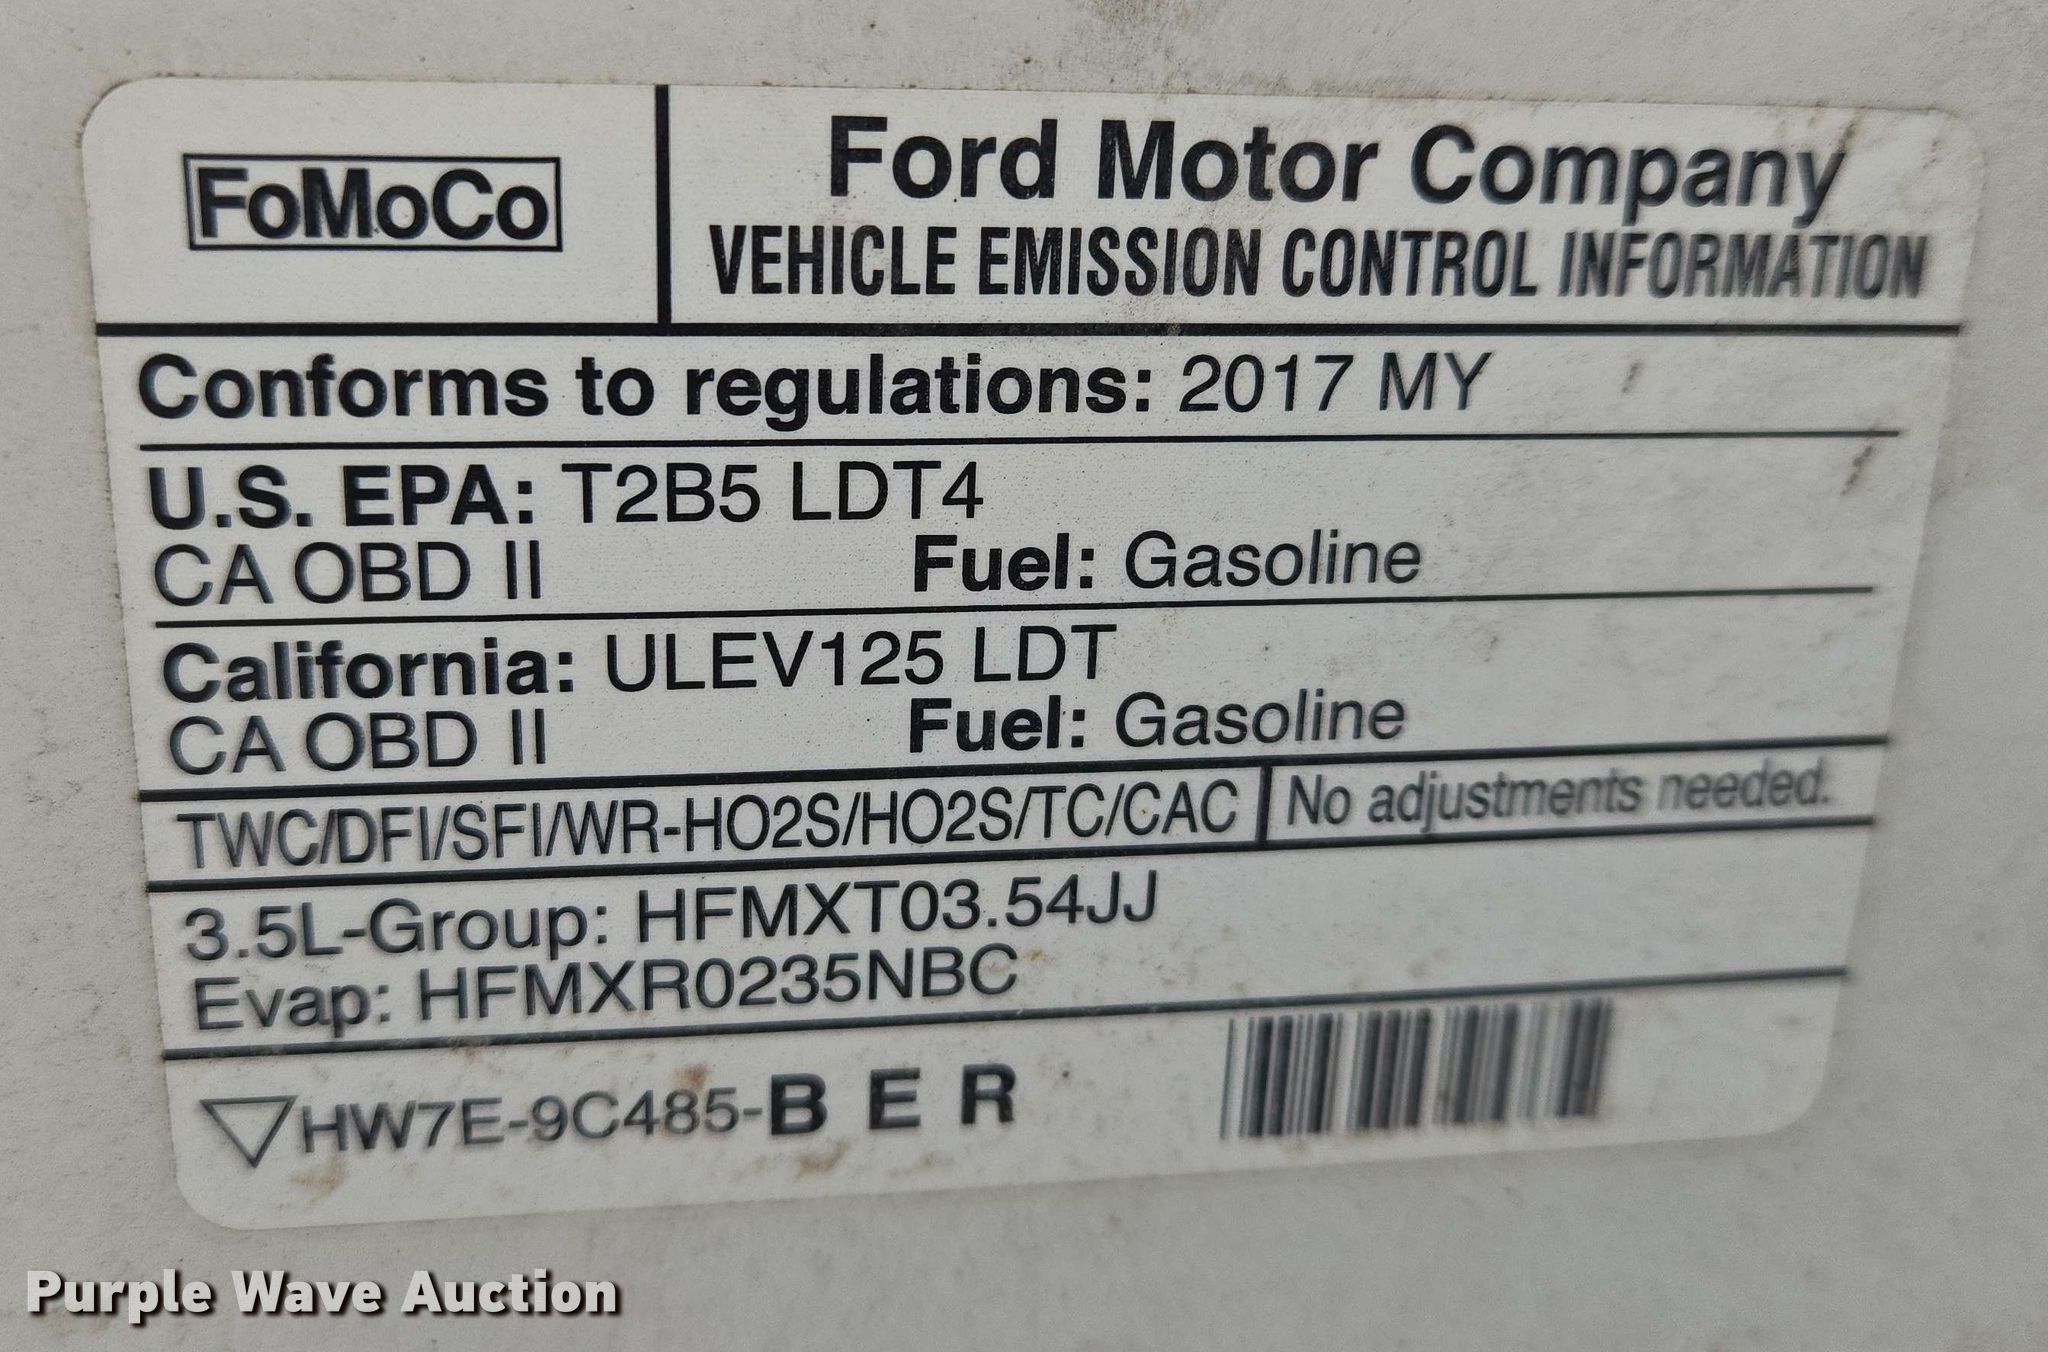 FoMoCo
Ford Motor Company
VEHICLE EMISSION CONTROL INFORMATION
Conforms to regulations: 2017 MY
U.S. EPA: T2B5 LDT4
CA OBD II Fuel: Gasoline
California: ULEV125 LDT
CA OBD II Fuel: Gasoline
TWC/DFI/SFI/WR-HO2S/HO2S/TC/CAC No adjustments needed.
3.5L-Group: HFMXT03.54JJ
Evap: HFMXR0235NBC
HW7E-9C485-B E R
Purple Wave Auction